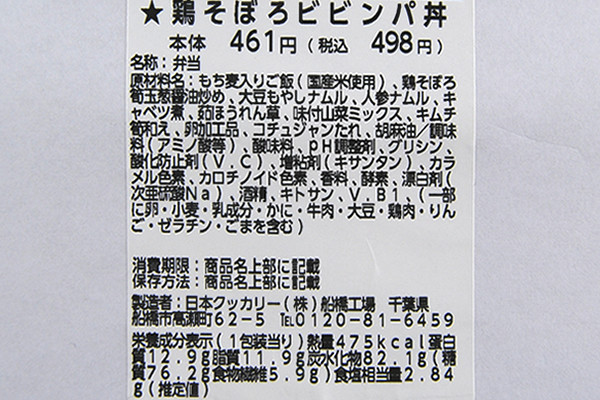 ★鶏そぼろビビンパ丼
本体 461円(税込 498円)
名称：弁当
原材料名：もち麦入りご飯(国産米使用)、鶏そぼろ
筍玉葱醤油炒め、大豆もやしナムル、人参ナムル、キ
ャベツ煮、茹ほうれん草、味付山菜ミックス、キムチ
筍和え、卵加工品、コチュジャンたれ、胡麻油／調味
料(アミノ酸等)、酸味料、pH調整剤、グリシン、
酸化防止剤(V.C)、増粘剤(キサンタン)、カラ
メル色素、カロチノイド色素、香料、酵素、漂白剤(
次亜硫酸Na)、酒精、キトサン、V.B1、(一部
に卵・小麦・乳成分・かに・牛肉・大豆・鶏肉・りん
ご・ゼラチン・ごまを含む)
消費期限：商品名上部に記載
保存方法：商品名上部に記載
製造者：日本クッカリー(株)船橋工場 千葉県
船橋市高瀬町62-5 ℡0120-81-6459
栄養成分表示(1包装当り)熱量475kcal蛋白
質12.9g脂質11.9g炭水化物82.1g(糖
質76.2g食物繊維5.9g)食塩相当量2.84
g(推定値)